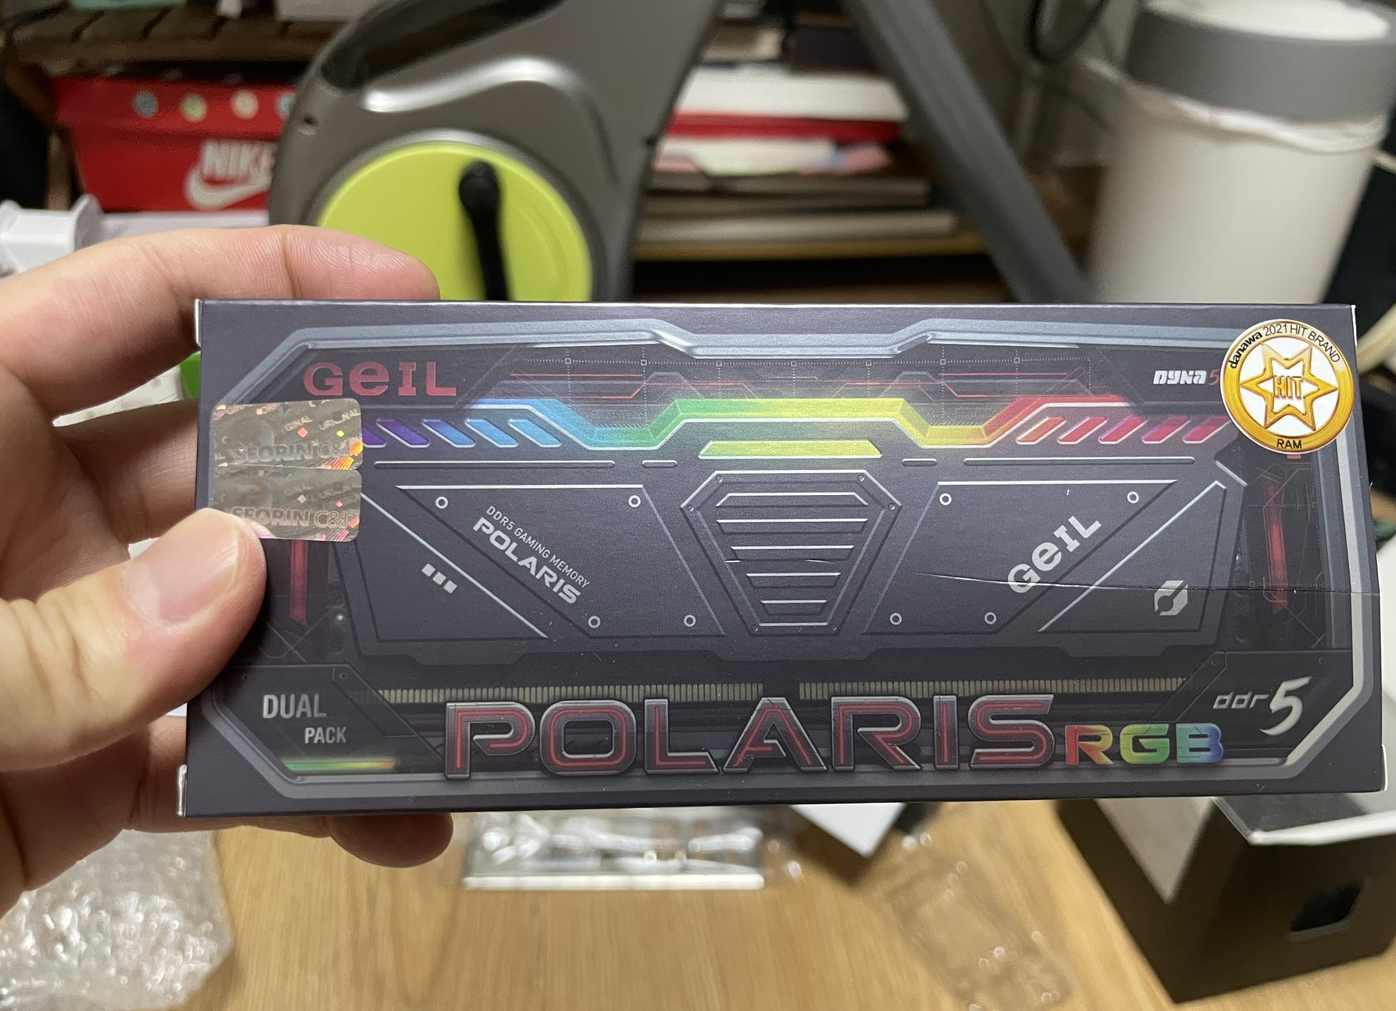 NIKE
GeIL
DYNA 5
danawa 2021 HIT BRAND
HIT
RAM
SEORIN C&I
SEORIN C&I
DDR5 GAMING MEMORY
POLARIS
GeIL
DUAL
PACK
POLARIS RGB
ddr5